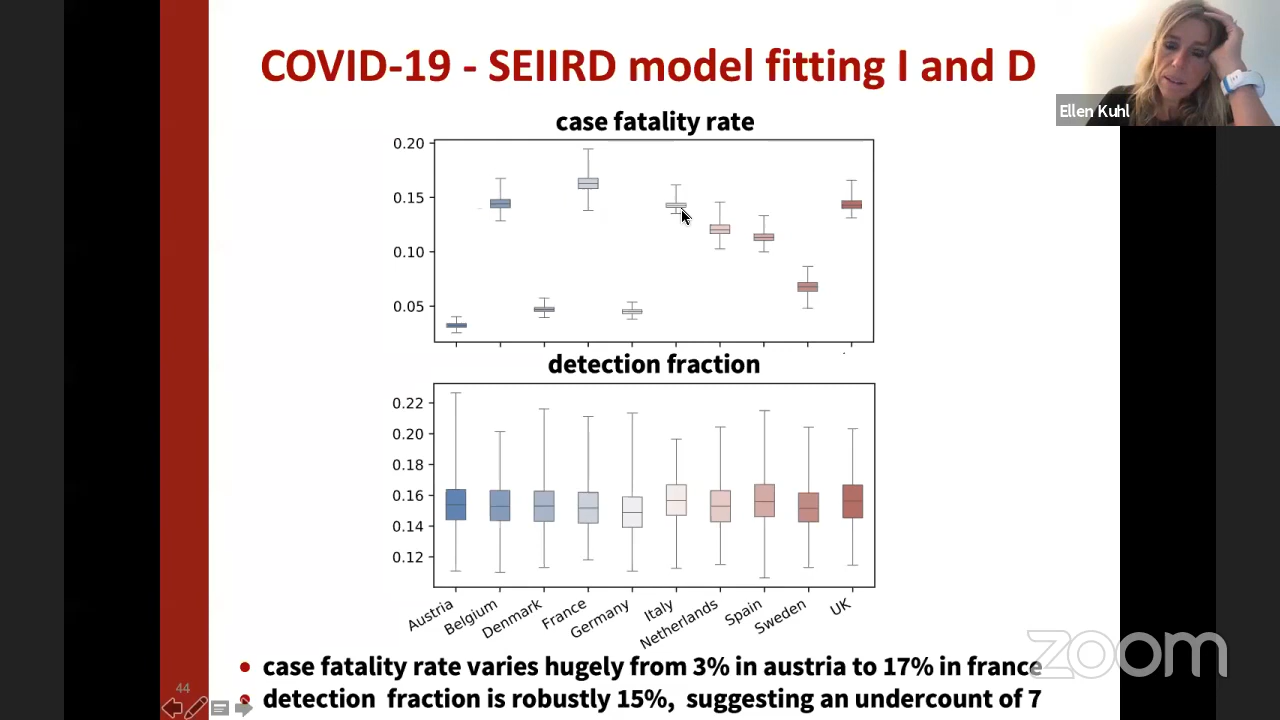 COVID-19 - SEIIRD model fitting I and D
Ellen Kuhl
case fatality rate
0.20
0.15
0.10
0.05
detection fraction
0.22
0.20
0.18
0.16
0.14
0.12
Austria
Belgium
Denmark
France
Germany
Italy
Netherlands
Spain
Sweden
UK
zoom
• case fatality rate varies hugely from 3% in austria to 17% in france
• detection fraction is robustly 15%, suggesting an undercount of 7
44